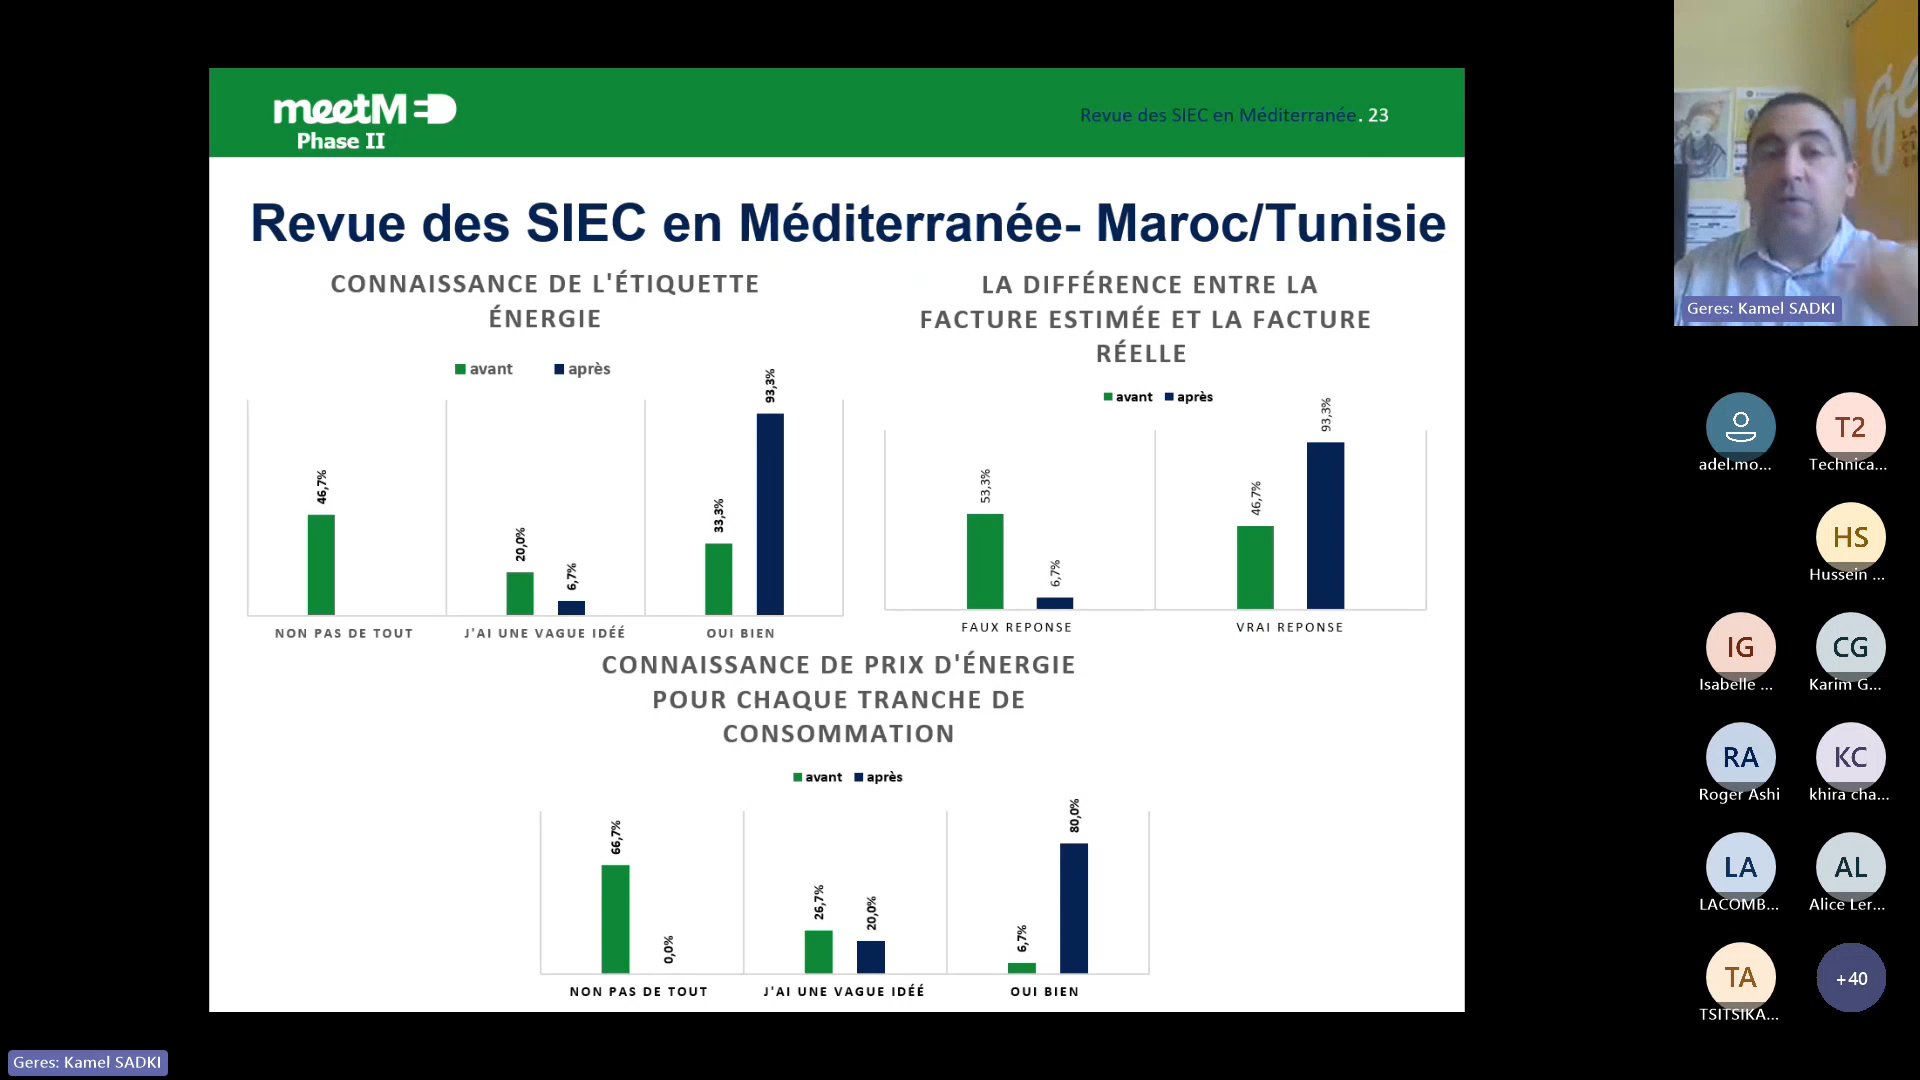 meetMED
Phase II
Revue des SIEC en Méditerranée. 23
Revue des SIEC en Méditerranée- Maroc/Tunisie
CONNAISSANCE DE L'ÉTIQUETTE
ÉNERGIE
avant après
46,7%
20,0%
6,7%
33,3%
93,3%
NON PAS DE TOUT
J'AI UNE VAGUE IDÉÉ
OUI BIEN
LA DIFFÉRENCE ENTRE LA
FACTURE ESTIMÉE ET LA FACTURE
RÉELLE
avant après
53,3%
6,7%
46,7%
93,3%
FAUX REPONSE
VRAI REPONSE
CONNAISSANCE DE PRIX D'ÉNERGIE
POUR CHAQUE TRANCHE DE
CONSOMMATION
avant après
66,7%
0,0%
26,7%
20,0%
6,7%
80,0%
NON PAS DE TOUT
J'AI UNE VAGUE IDÉÉ
OUI BIEN
Geres: Kamel SADKI
adel.mo...
T2
Technica...
HS
Hussein ...
IG
Isabelle ...
CG
Karim G...
RA
Roger Ashi
KC
khira cha...
LA
LACOMB...
AL
Alice Ler...
TA
TSITSIKA...
+40
Geres: Kamel SADKI